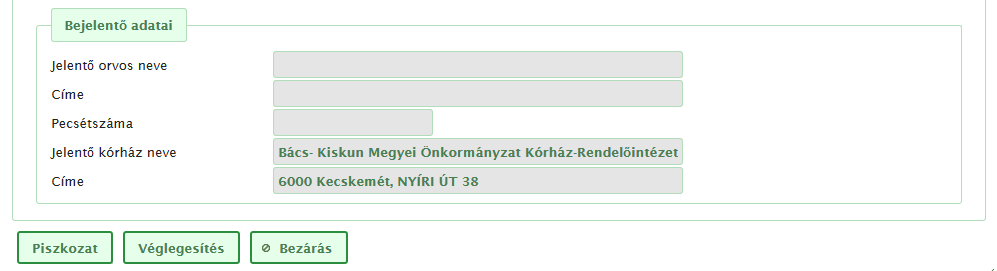 Bejelentő adatai
Jelentő orvos neve
Címe
Pecsétszáma
Jelentő kórház neve Bács- Kiskun Megyei Önkormányzat Kórház-Rendelőintézet
Címe 6000 Kecskemét, NYÍRI ÚT 38
Piszkozat Véglegesítés Bezárás